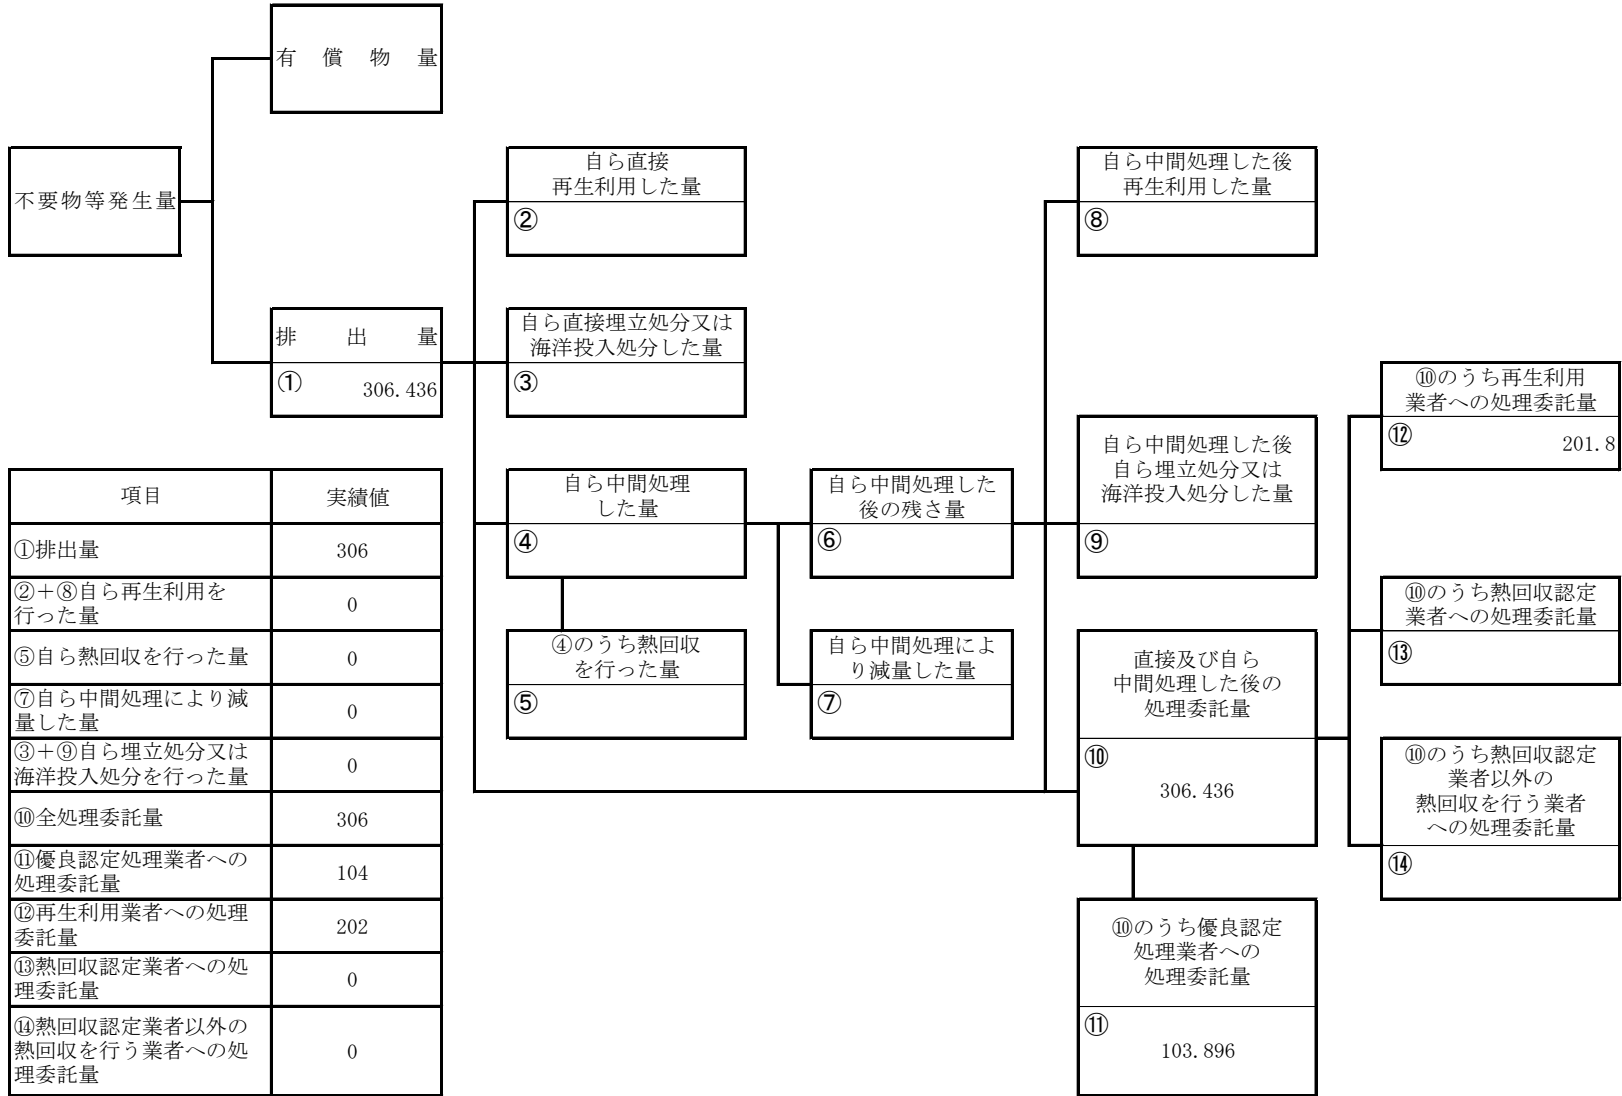 有償物量
不要物等発生量
排出量
① 306.436
自ら直接
再生利用した量
②
自ら直接埋立処分又は
海洋投入処分した量
③
自ら中間処理
した量
④
④のうち熱回収
を行った量
⑤
自ら中間処理した
後の残さ量
⑥
自ら中間処理によ
り減量した量
⑦
自ら中間処理した後
再生利用した量
⑧
自ら中間処理した後
自ら埋立処分又は
海洋投入処分した量
⑨
直接及び自ら
中間処理した後の
処理委託量
⑩
306.436
⑩のうち優良認定
処理業者への
処理委託量
⑪
103.896
⑩のうち再生利用
業者への処理委託量
⑫ 201.8
⑩のうち熱回収認定
業者への処理委託量
⑬
⑩のうち熱回収認定
業者以外の
熱回収を行う業者
への処理委託量
⑭
項目 実績値
①排出量 306
②+⑧自ら再生利用を
行った量 0
⑤自ら熱回収を行った量 0
⑦自ら中間処理により減
量した量 0
③+⑨自ら埋立処分又は
海洋投入処分を行った量 0
⑩全処理委託量 306
⑪優良認定処理業者への
処理委託量 104
⑫再生利用業者への処理
委託量 202
⑬熱回収認定業者への処
理委託量 0
⑭熱回収認定業者以外の
熱回収を行う業者への処
理委託量 0